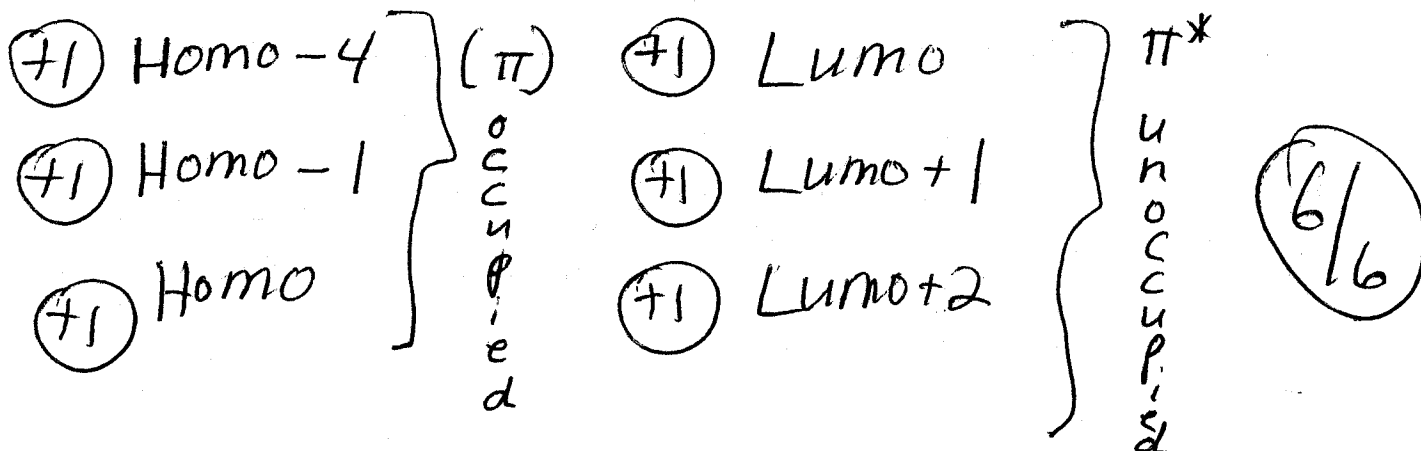 +1 Homo - 4 (π) occupied
+1 Homo - 1
+1 Homo
+1 Lumo π* unoccupied
+1 Lumo + 1
+1 Lumo+2
6/6